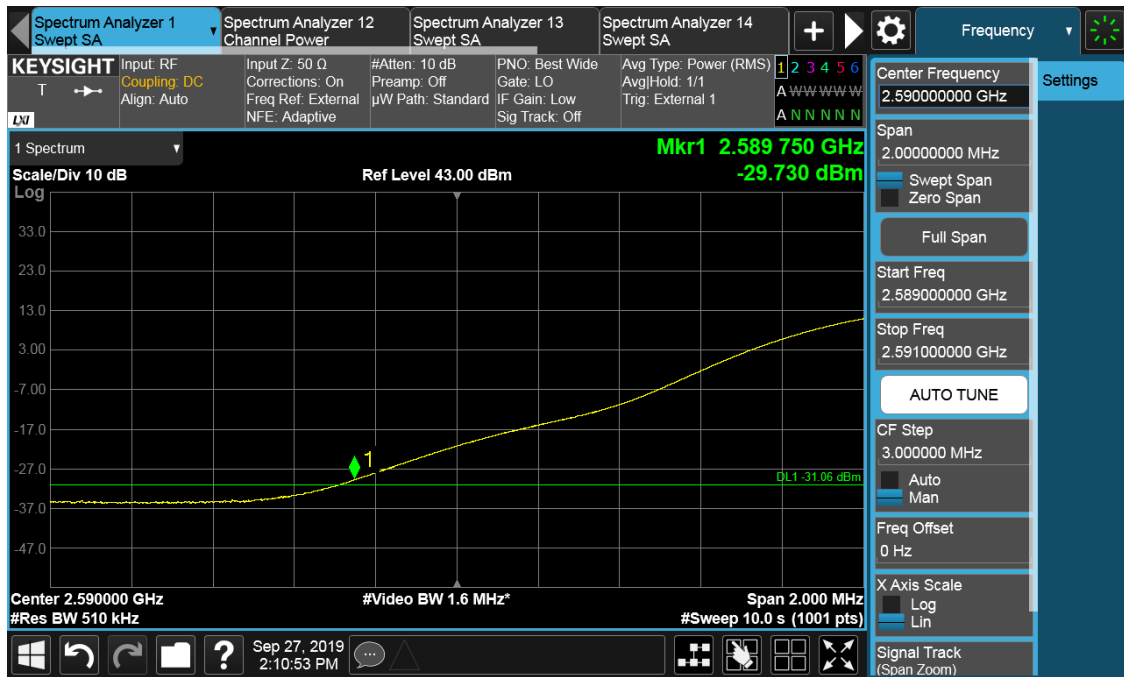 Spectrum Analyzer 1
Swept SA
Spectrum Analyzer 12
Channel Power
Spectrum Analyzer 13
Swept SA
Spectrum Analyzer 14
Swept SA
Frequency
KEYSIGHT
T
LXI
Input: RF
Coupling: DC
Align: Auto
Input Z: 50 Ω
Corrections: On
Freq Ref: External
NFE: Adaptive
#Atten: 10 dB
Preamp: Off
µW Path: Standard
PNO: Best Wide
Gate: LO
IF Gain: Low
Sig Track: Off
Avg Type: Power (RMS)
Avg|Hold: 1/1
Trig: External 1
1 2 3 4 5 6
A W W W W W
A N N N N N
1 Spectrum
Mkr1 2.589 750 GHz
-29.730 dBm
Scale/Div 10 dB
Ref Level 43.00 dBm
Log
33.0
23.0
13.0
3.00
-7.00
-17.0
-27.0
-37.0
-47.0
1
DL1 -31.06 dBm
Center 2.590000 GHz
#Video BW 1.6 MHz*
Span 2.000 MHz
#Res BW 510 kHz
#Sweep 10.0 s (1001 pts)
Center Frequency
2.590000000 GHz
Span
2.00000000 MHz
Swept Span
Zero Span
Full Span
Start Freq
2.589000000 GHz
Stop Freq
2.591000000 GHz
AUTO TUNE
CF Step
3.000000 MHz
Auto
Man
Freq Offset
0 Hz
X Axis Scale
Log
Lin
Signal Track
(Span Zoom)
Settings
?
Sep 27, 2019
2:10:53 PM